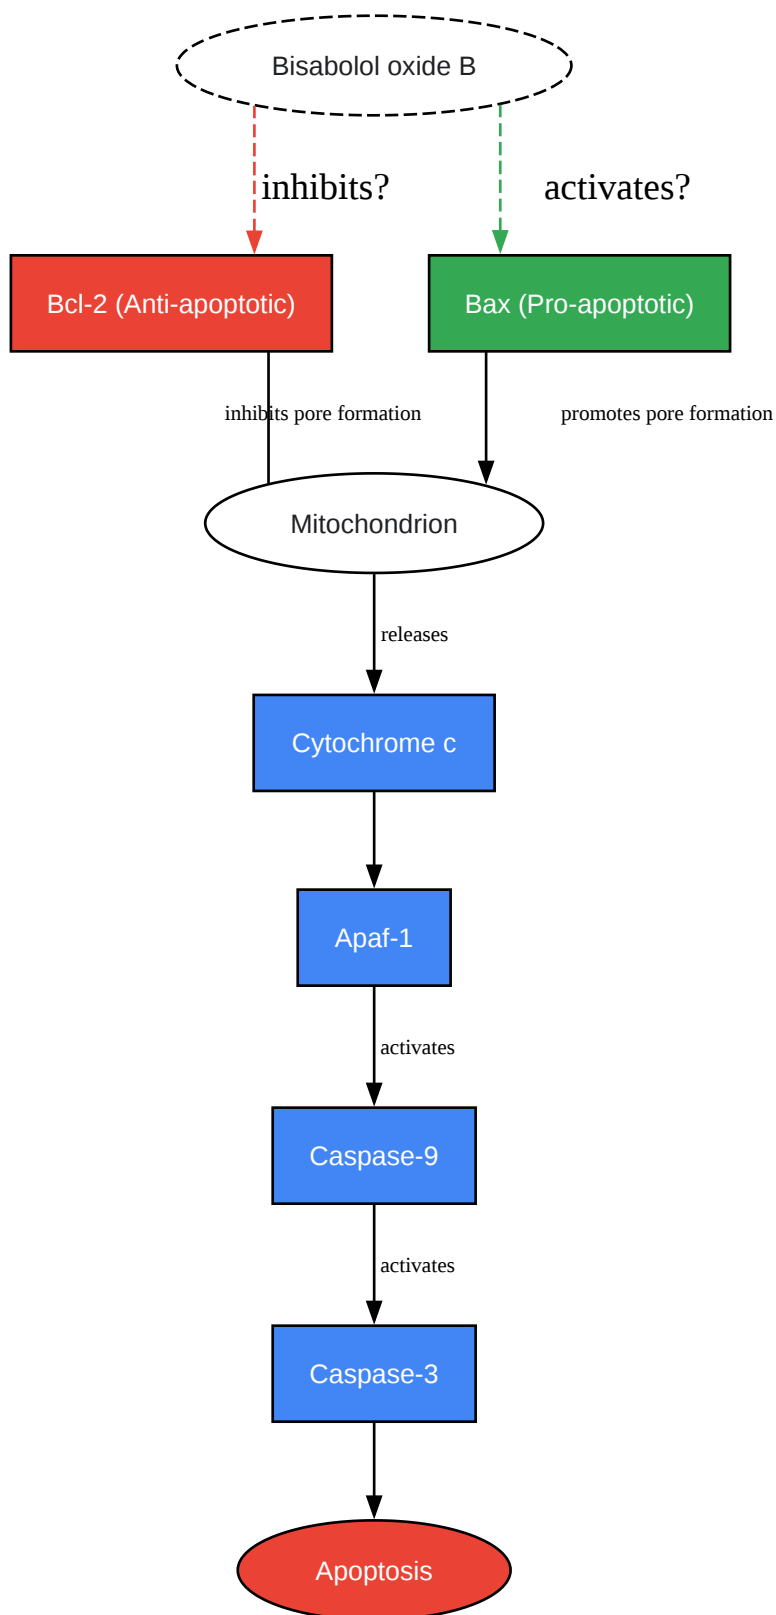 Bisabolol oxide B
inhibits?
activates?
Bcl-2 (Anti-apoptotic)
Bax (Pro-apoptotic)
inhibits pore formation
promotes pore formation
Mitochondrion
releases
Cytochrome c
Apaf-1
activates
Caspase-9
activates
Caspase-3
Apoptosis